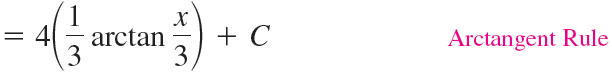 = 4(1/3 arctan x/3) + C Arctangent Rule